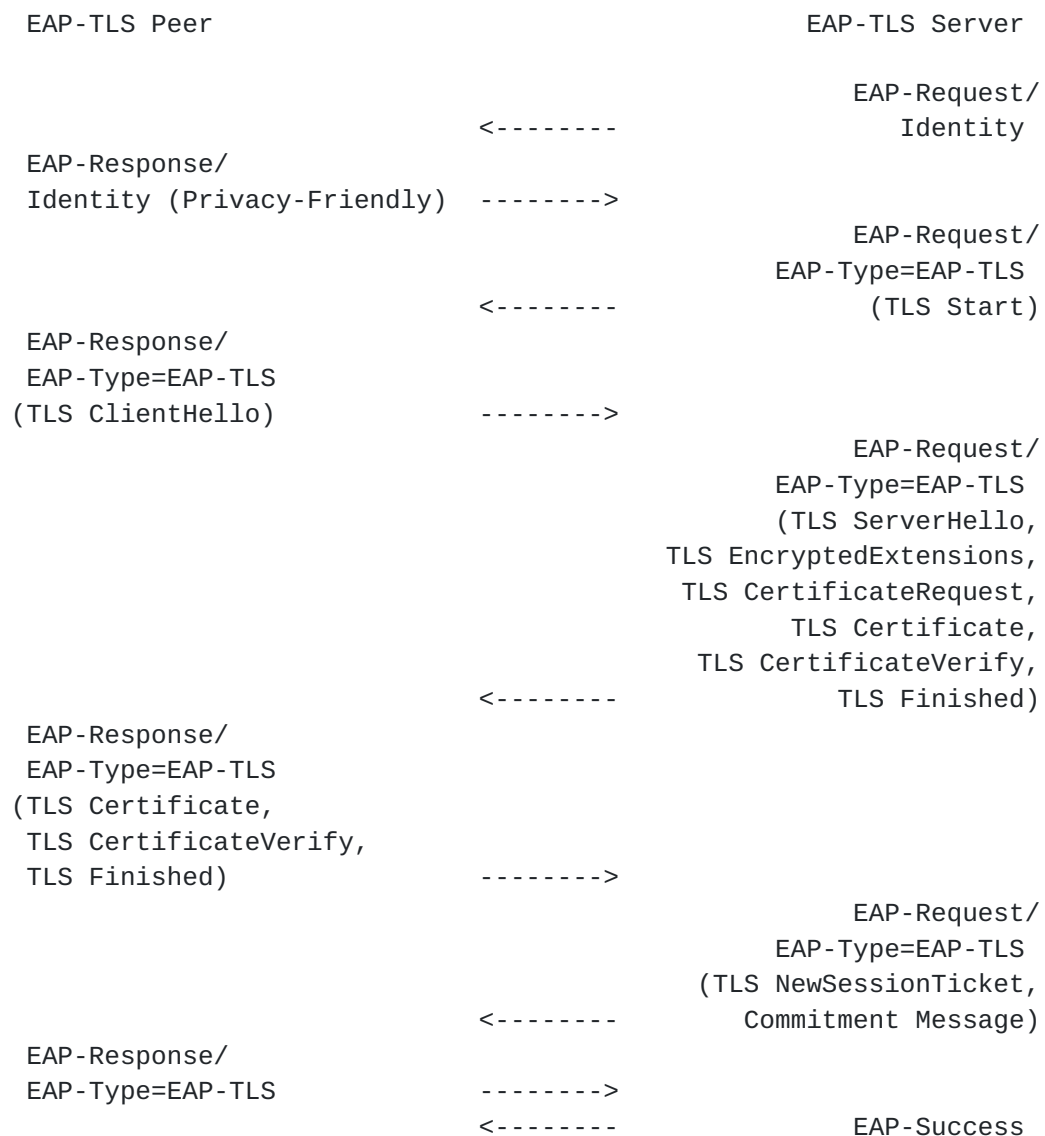 EAP-TLS Peer                                      EAP-TLS Server

                                                     EAP-Request/
                             <--------                  Identity
EAP-Response/
Identity (Privacy-Friendly)  -------->
                                                     EAP-Request/
                                                EAP-Type=EAP-TLS
                             <--------                (TLS Start)
EAP-Response/
EAP-Type=EAP-TLS
(TLS ClientHello)             -------->
                                                     EAP-Request/
                                                EAP-Type=EAP-TLS
                                                (TLS ServerHello,
                                         TLS EncryptedExtensions,
                                          TLS CertificateRequest,
                                                 TLS Certificate,
                                           TLS CertificateVerify,
                             <--------              TLS Finished)
EAP-Response/
EAP-Type=EAP-TLS
(TLS Certificate,
TLS CertificateVerify,
TLS Finished)                -------->
                                                     EAP-Request/
                                                EAP-Type=EAP-TLS
                                           (TLS NewSessionTicket,
                             <--------        Commitment Message)
EAP-Response/
EAP-Type=EAP-TLS             -------->
                             <--------               EAP-Success